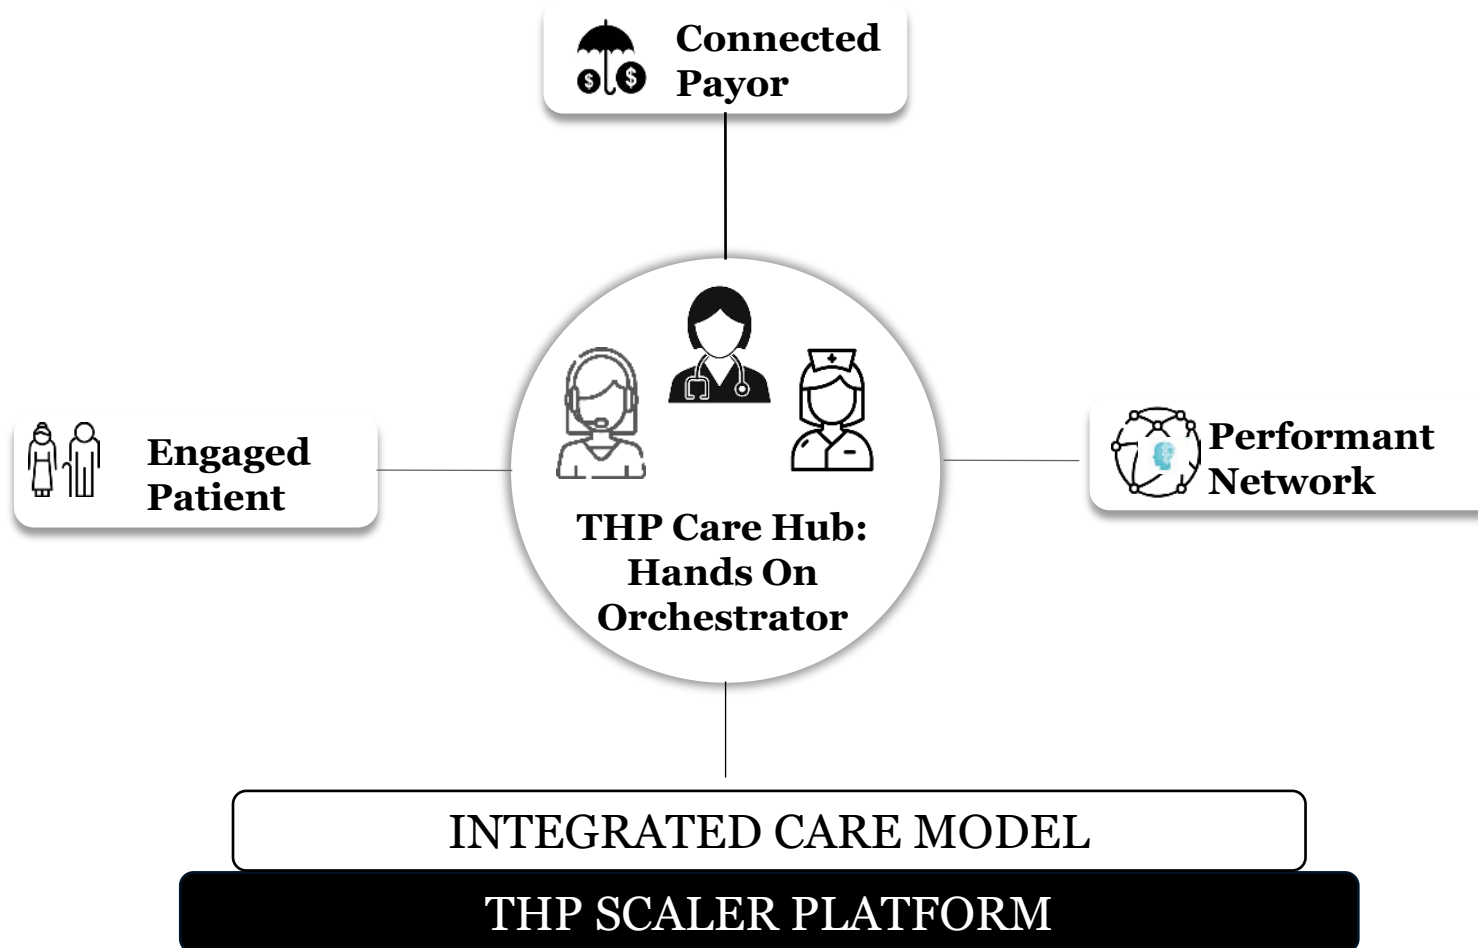 Connected
Payor
Engaged
Patient
THP Care Hub:
Hands On
Orchestrator
Performant
Network
INTEGRATED CARE MODEL
THP SCALER PLATFORM